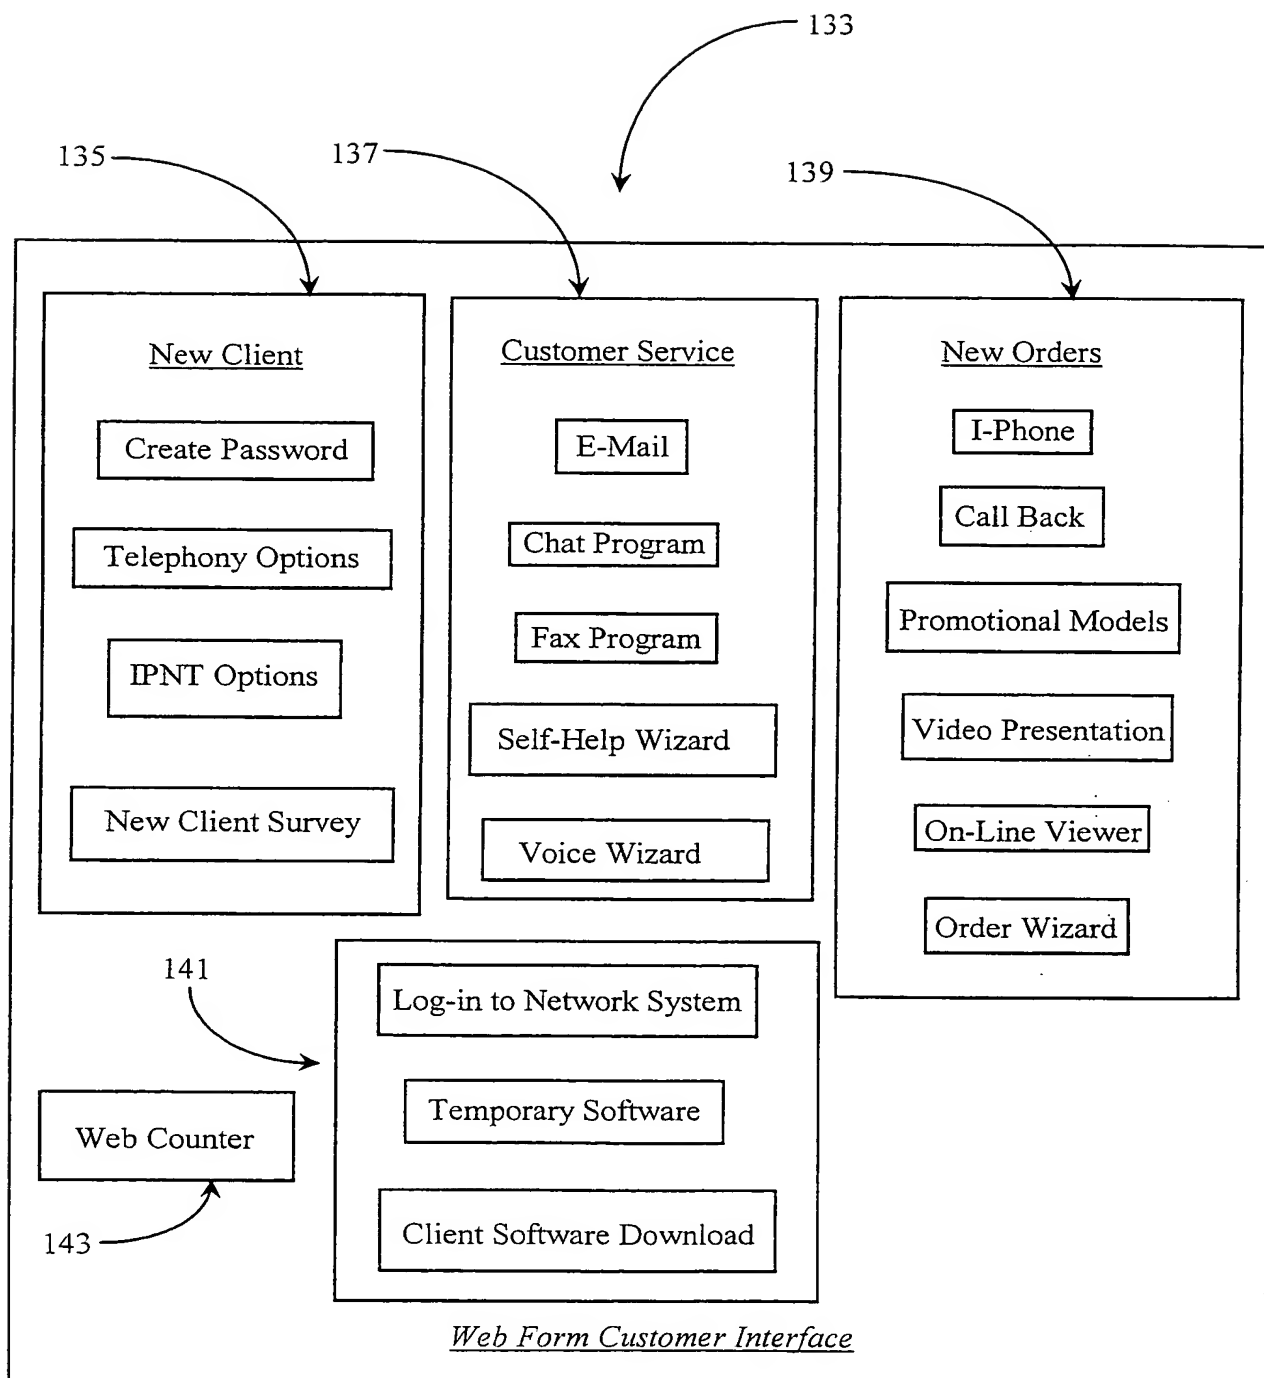 133
135
137
139
New Client
Create Password
Telephony Options
IPNT Options
New Client Survey
Customer Service
E-Mail
Chat Program
Fax Program
Self-Help Wizard
Voice Wizard
New Orders
I-Phone
Call Back
Promotional Models
Video Presentation
On-Line Viewer
Order Wizard
141
Log-in to Network System
Temporary Software
Client Software Download
Web Counter
143
Web Form Customer Interface